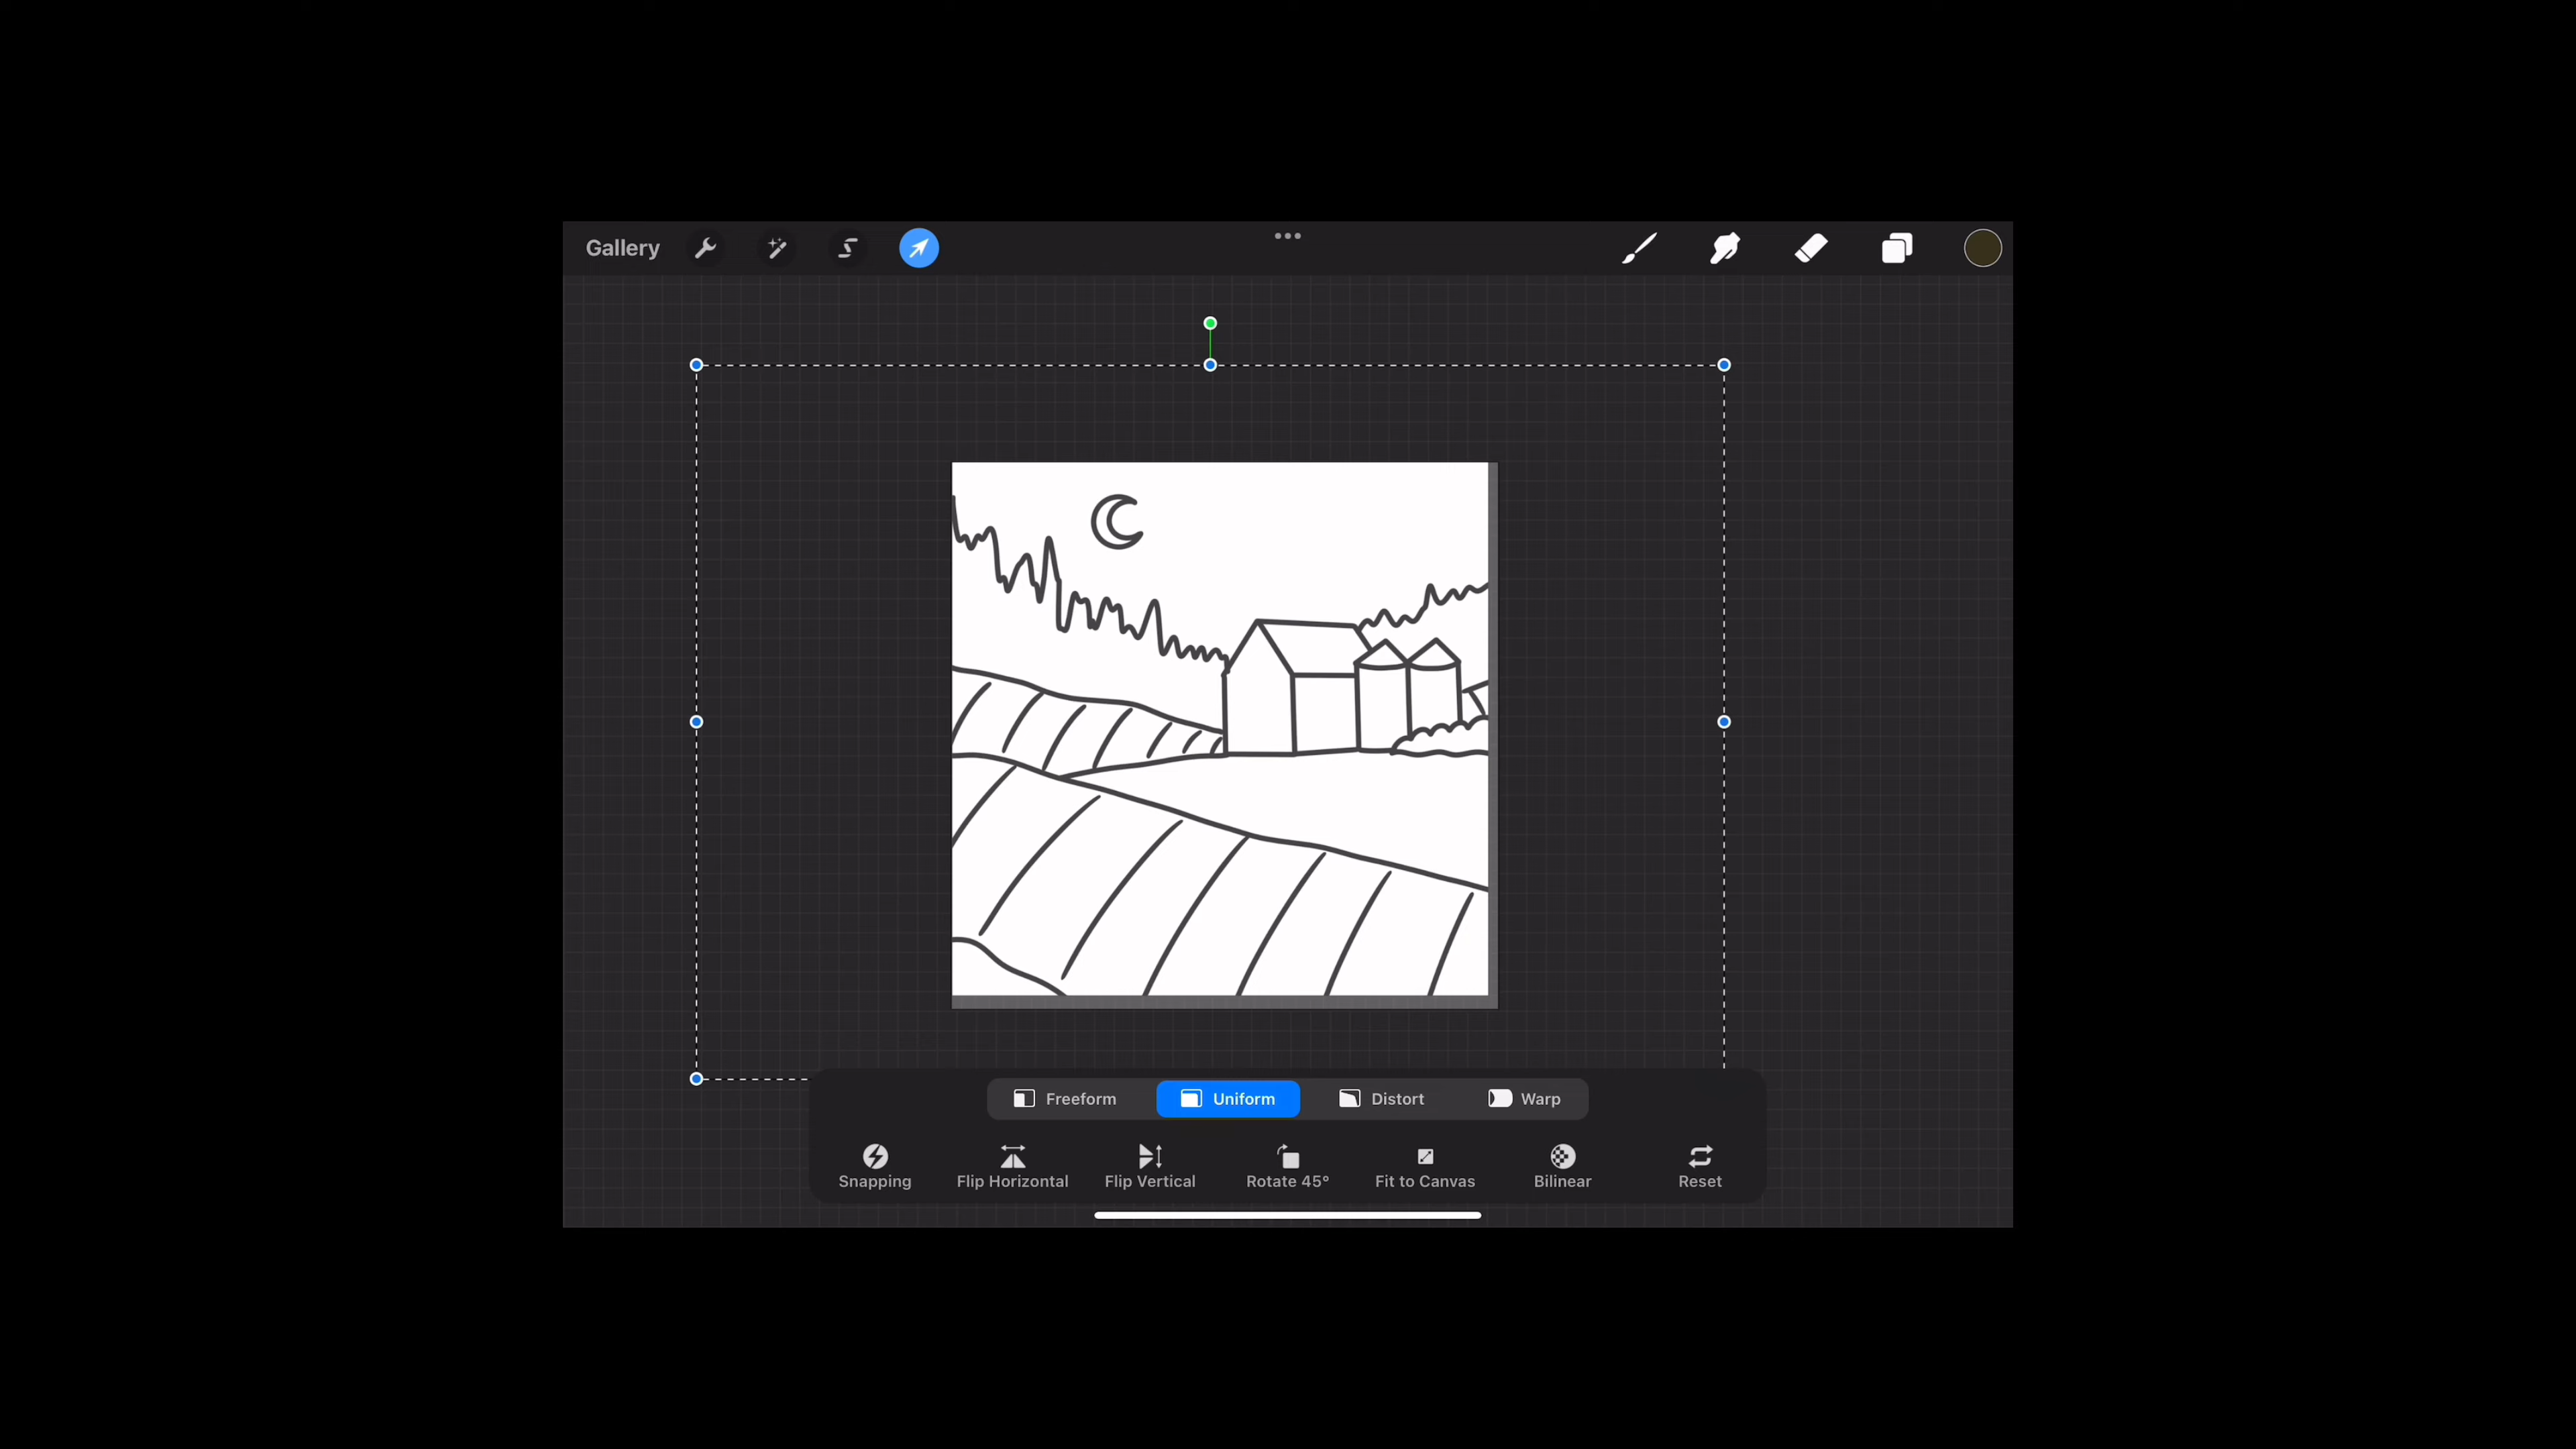 Gallery
Freeform Uniform Distort Warp
Snapping Flip Horizontal Flip Vertical Rotate 45° Fit to Canvas Bilinear Reset